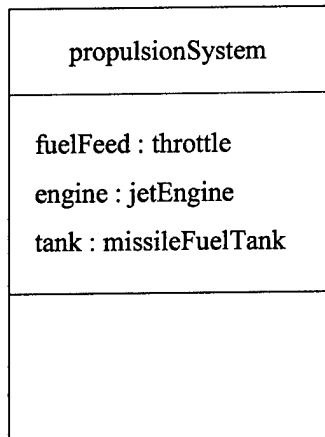 propulsionSystem
fuelFeed : throttle
engine : jetEngine
tank : missileFuelTank